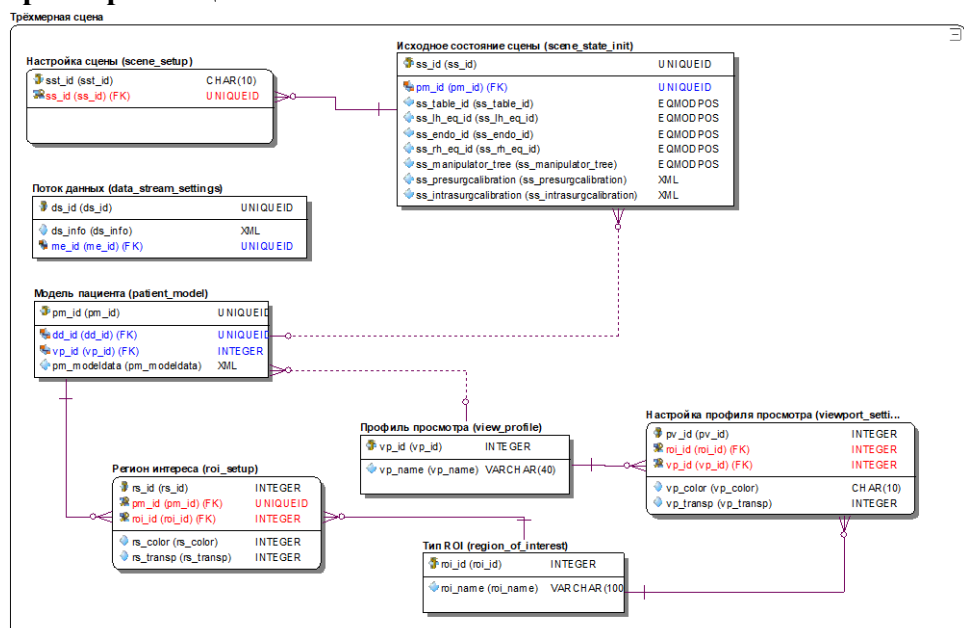 Трёхмерная сцена
Настройка сцены (scene_setup)
sst_id (sst_id) CHAR(10)
ss_id (ss_id) (FK) UNIQUEID
Исходное состояние сцены (scene_state_init)
ss_id (ss_id) UNIQUEID
pm_id (pm_id) (FK) UNIQUEID
ss_table_id (ss_table_id) EQMODPOS
ss_lh_eq_id (ss_lh_eq_id) EQMODPOS
ss_endo_id (ss_endo_id) EQMODPOS
ss_rh_eq_id (ss_rh_eq_id) EQMODPOS
ss_manipulator_tree (ss_manipulator_tree) EQMODPOS
ss_presurgcalibration (ss_presurgcalibration) XML
ss_intrasurgcalibration (ss_intrasurgcalibration) XML
Поток данных (data_stream_settings)
ds_id (ds_id) UNIQUEID
ds_info (ds_info) XML
me_id (me_id) (FK) UNIQUEID
Модель пациента (patient_model)
pm_id (pm_id) UNIQUEID
dd_id (dd_id) (FK) UNIQUEID
vp_id (vp_id) (FK) INTEGER
pm_modeldata (pm_modeldata) XML
Профиль просмотра (view_profile)
vp_id (vp_id) INTEGER
vp_name (vp_name) VARCHAR(40)
Настройка профиля просмотра (viewport_setti...
pv_id (pv_id) INTEGER
roi_id (roi_id) (FK) INTEGER
vp_id (vp_id) (FK) INTEGER
vp_color (vp_color) CHAR(10)
vp_transp (vp_transp) INTEGER
Регион интереса (roi_setup)
rs_id (rs_id) INTEGER
pm_id (pm_id) (FK) UNIQUEID
roi_id (roi_id) (FK) INTEGER
rs_color (rs_color) INTEGER
rs_transp (rs_transp) INTEGER
Тип ROI (region_of_interest)
roi_id (roi_id) INTEGER
roi_name (roi_name) VARCHAR(100